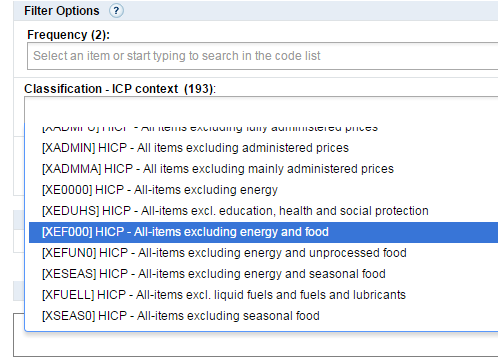 Filter Options ?
Frequency (2):
Select an item or start typing to search in the code list
Classification - ICP context (193):
[XADMFU] HICP - All items excluding fully administered prices
[XADMIN] HICP - All items excluding administered prices
[XADMMA] HICP - All items excluding mainly administered prices
[XE0000] HICP - All-items excluding energy
[XEDUHS] HICP - All-items excl. education, health and social protection
[XEF000] HICP - All-items excluding energy and food
[XEFUN0] HICP - All-items excluding energy and unprocessed food
[XESEAS] HICP - All-items excluding energy and seasonal food
[XFUELL] HICP - All-items excl. liquid fuels and fuels and lubricants
[XSEAS0] HICP - All-items excluding seasonal food